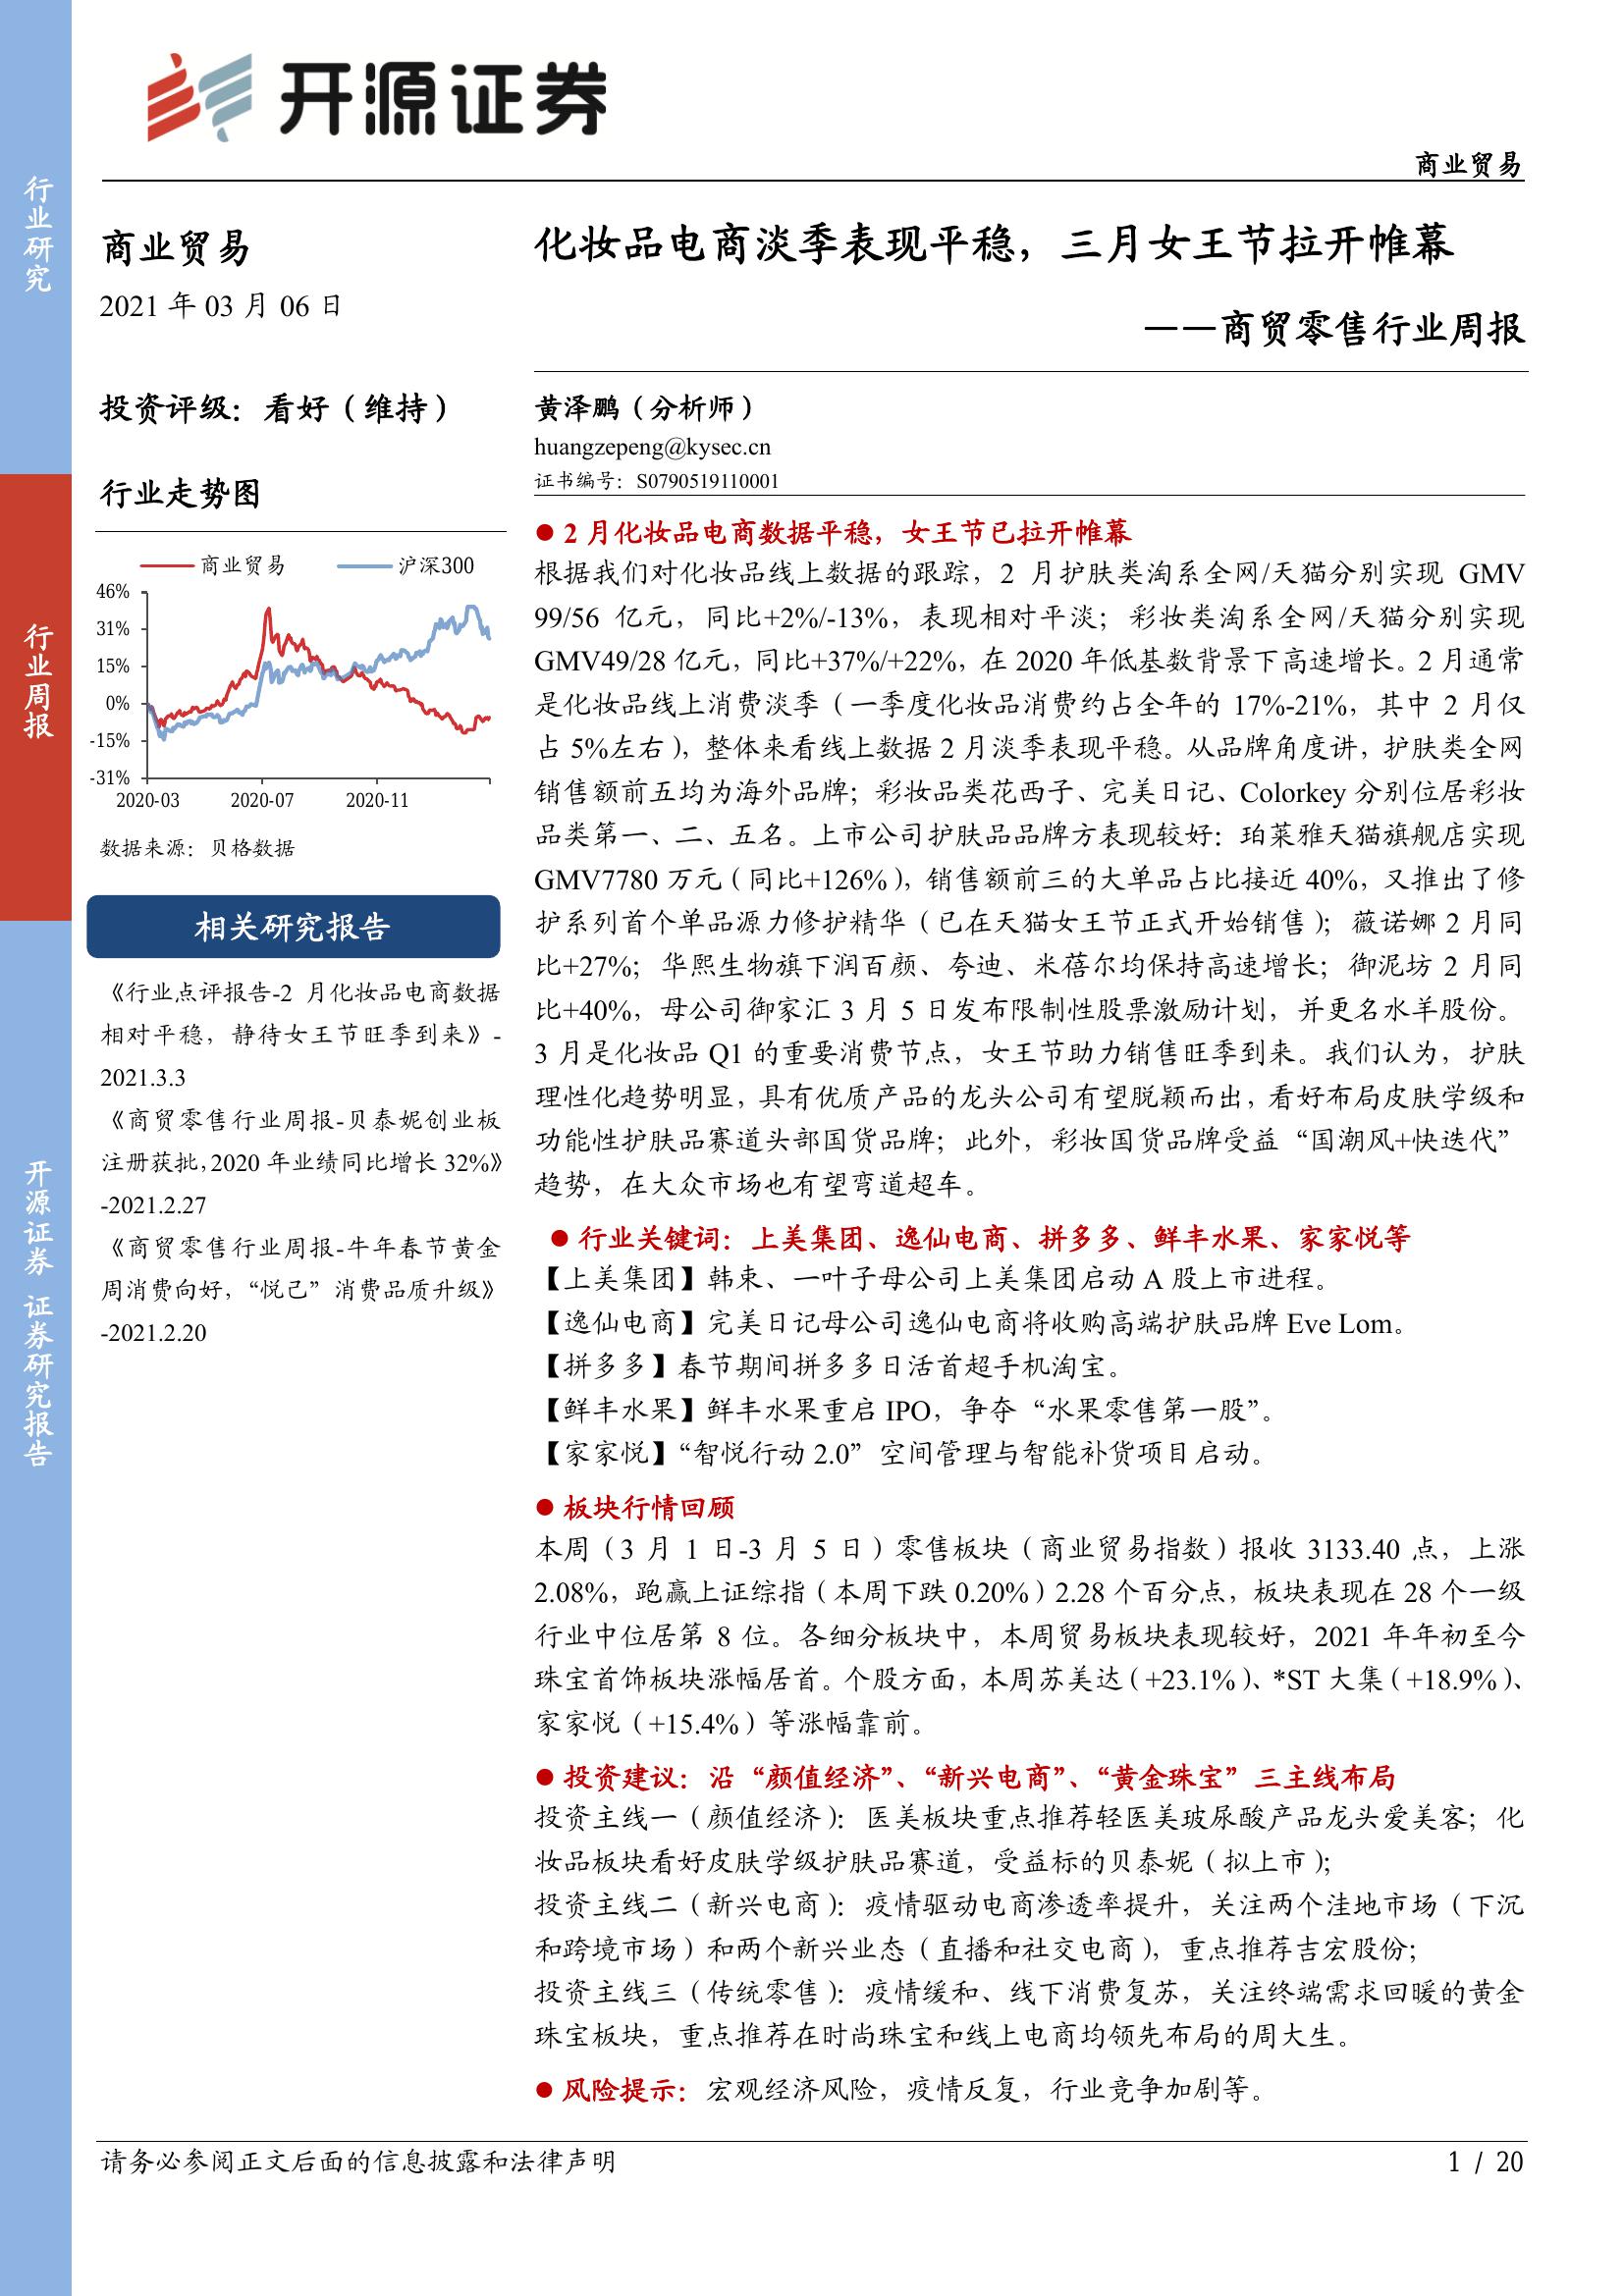 开源证券
商业贸易
行业研究
行业周报
开源证券 证券研究报告
商业贸易
2021 年 03 月 06 日
投资评级：看好（维持）
行业走势图
商业贸易 沪深300
46%
31%
15%
0%
-15%
-31%
2020-03 2020-07 2020-11
数据来源：贝格数据
相关研究报告
《行业点评报告-2 月化妆品电商数据
相对平稳，静待女王节旺季到来》-
2021.3.3
《商贸零售行业周报-贝泰妮创业板
注册获批，2020 年业绩同比增长 32%》
-2021.2.27
《商贸零售行业周报-牛年春节黄金
周消费向好，“悦己”消费品质升级》
-2021.2.20
化妆品电商淡季表现平稳，三月女王节拉开帷幕
——商贸零售行业周报
黄泽鹏（分析师）
huangzepeng@kysec.cn
证书编号：S0790519110001
● 2 月化妆品电商数据平稳，女王节已拉开帷幕
根据我们对化妆品线上数据的跟踪，2 月护肤类淘系全网/天猫分别实现 GMV
99/56 亿元，同比+2%/-13%，表现相对平淡；彩妆类淘系全网/天猫分别实现
GMV49/28 亿元，同比+37%/+22%，在 2020 年低基数背景下高速增长。2 月通常
是化妆品线上消费淡季（一季度化妆品消费约占全年的 17%-21%，其中 2 月仅
占 5%左右），整体来看线上数据 2 月淡季表现平稳。从品牌角度讲，护肤类全网
销售额前五均为海外品牌；彩妆品类花西子、完美日记、Colorkey 分别位居彩妆
品类第一、二、五名。上市公司护肤品品牌方表现较好：珀莱雅天猫旗舰店实现
GMV7780 万元（同比+126%），销售额前三的大单品占比接近 40%，又推出了修
护系列首个单品源力修护精华（已在天猫女王节正式开始销售）；薇诺娜 2 月同
比+27%；华熙生物旗下润百颜、夸迪、米蓓尔均保持高速增长；御泥坊 2 月同
比+40%，母公司御家汇 3 月 5 日发布限制性股票激励计划，并更名水羊股份。
3 月是化妆品 Q1 的重要消费节点，女王节助力销售旺季到来。我们认为，护肤
理性化趋势明显，具有优质产品的龙头公司有望脱颖而出，看好布局皮肤学级和
功能性护肤品赛道头部国货品牌；此外，彩妆国货品牌受益“国潮风+快迭代”
趋势，在大众市场也有望弯道超车。
● 行业关键词：上美集团、逸仙电商、拼多多、鲜丰水果、家家悦等
【上美集团】韩束、一叶子母公司上美集团启动 A 股上市进程。
【逸仙电商】完美日记母公司逸仙电商将收购高端护肤品牌 Eve Lom。
【拼多多】春节期间拼多多日活首超手机淘宝。
【鲜丰水果】鲜丰水果重启 IPO，争夺“水果零售第一股”。
【家家悦】“智悦行动 2.0”空间管理与智能补货项目启动。
● 板块行情回顾
本周（3 月 1 日-3 月 5 日）零售板块（商业贸易指数）报收 3133.40 点，上涨
2.08%，跑赢上证综指（本周下跌 0.20%）2.28 个百分点，板块表现在 28 个一级
行业中位居第 8 位。各细分板块中，本周贸易板块表现较好，2021 年年初至今
珠宝首饰板块涨幅居首。个股方面，本周苏美达（+23.1%）、*ST 大集（+18.9%）、
家家悦（+15.4%）等涨幅靠前。
● 投资建议：沿“颜值经济”、“新兴电商”、“黄金珠宝”三主线布局
投资主线一（颜值经济）：医美板块重点推荐轻医美玻尿酸产品龙头爱美客；化
妆品板块看好皮肤学级护肤品赛道，受益标的贝泰妮（拟上市）；
投资主线二（新兴电商）：疫情驱动电商渗透率提升，关注两个洼地市场（下沉
和跨境市场）和两个新兴业态（直播和社交电商），重点推荐吉宏股份；
投资主线三（传统零售）：疫情缓和、线下消费复苏，关注终端需求回暖的黄金
珠宝板块，重点推荐在时尚珠宝和线上电商均领先布局的周大生。
● 风险提示：宏观经济风险，疫情反复，行业竞争加剧等。
请务必参阅正文后面的信息披露和法律声明
1 / 20